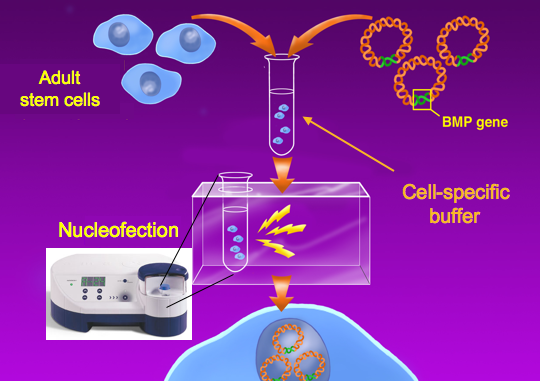 Adult
stem cells
BMP gene
Cell-specific
buffer
Nucleofection